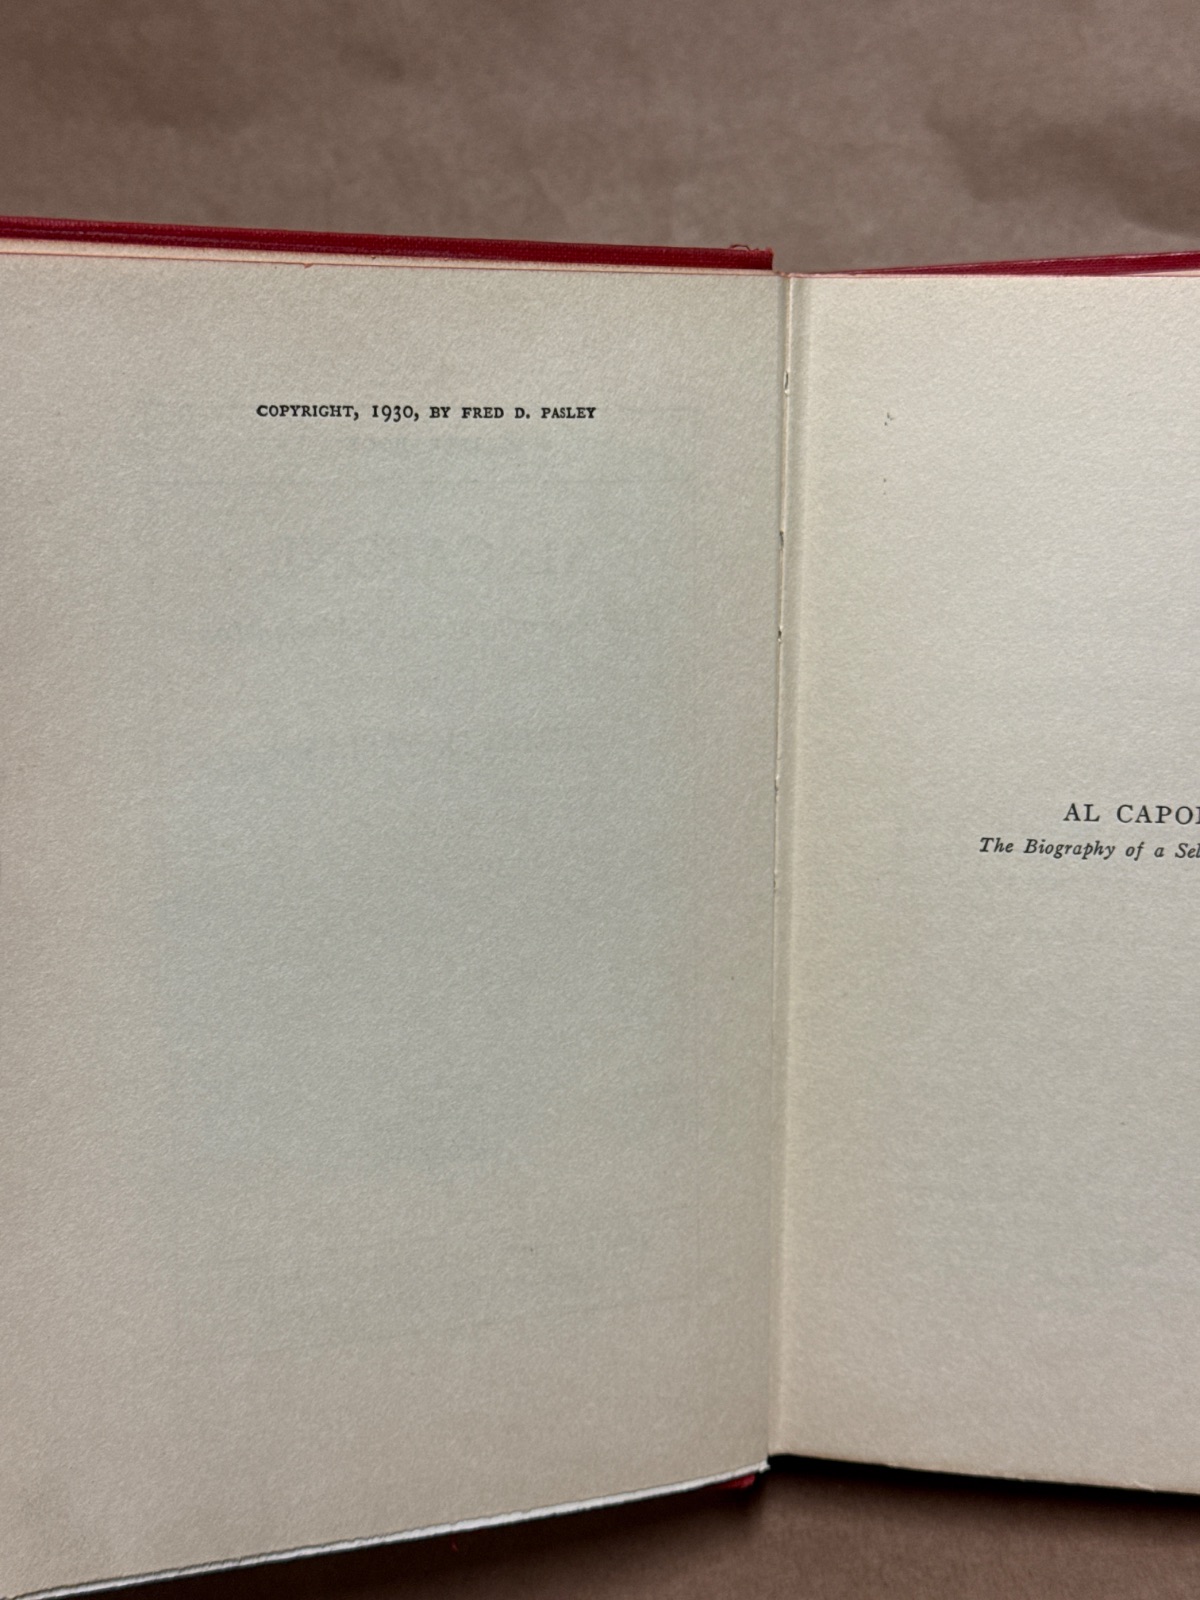 COPYRIGHT, 1930, BY FRED D. PASLEY
AL CAPO
The Biography of a Sel